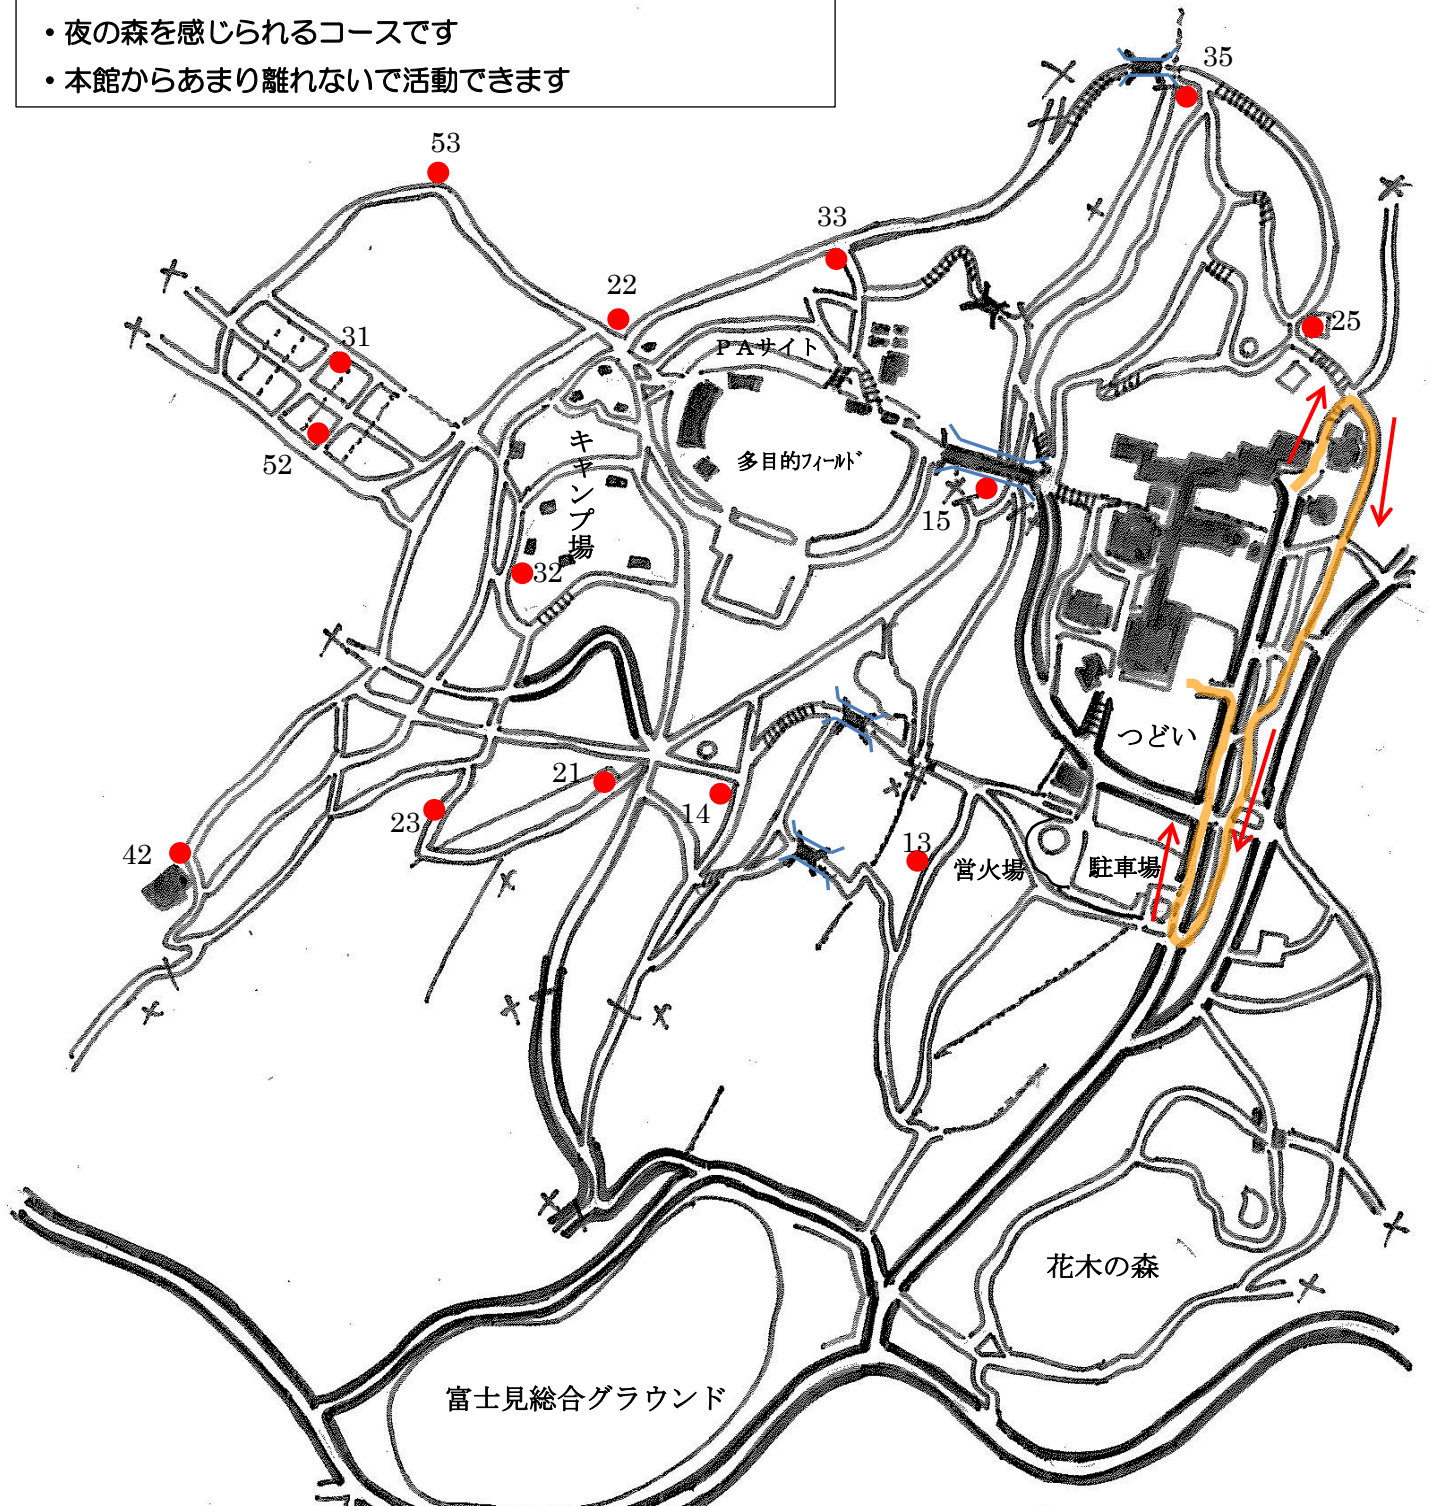 ・夜の森を感じられるコースです
・本館からあまり離れないで活動できます
35
53
33
22
25
31
PAサイト
52
キャンプ場
多目的フィールド
15
32
つどい
21
14
23
13
42
営火場
駐車場
花木の森
富士見総合グラウンド